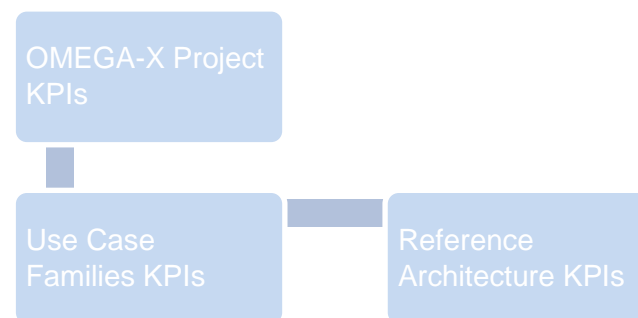 OMEGA-X Project
KPIs
Use Case
Families KPIs
Reference
Architecture KPIs